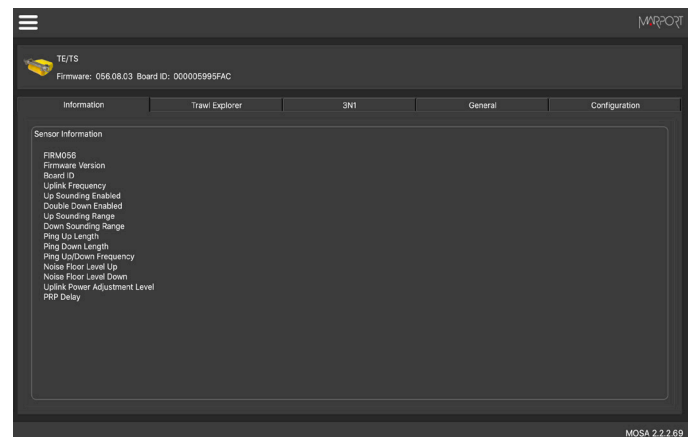 MARPORT
TE/TS
Firmware: 056.08.03 Board ID: 000005995FAC
Information
Trawl Explorer
3N1
General
Configuration
Sensor Information
FIRM056
Firmware Version
Board ID
Uplink Frequency
Up Sounding Enabled
Double Down Enabled
Up Sounding Range
Down Sounding Range
Ping Up Length
Ping Down Length
Ping Up/Down Frequency
Noise Floor Level Up
Noise Floor Level Down
Uplink Power Adjustment Level
PRP Delay
MOSA 2.2.2.69